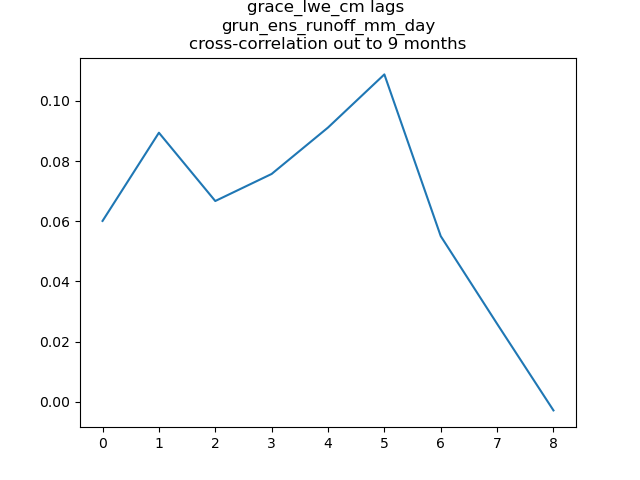 grace_lwe_cm lags
grun_ens_runoff_mm_day
cross-correlation out to 9 months
0.10
0.08
0.06
0.04
0.02
0.00
0 1 2 3 4 5 6 7 8